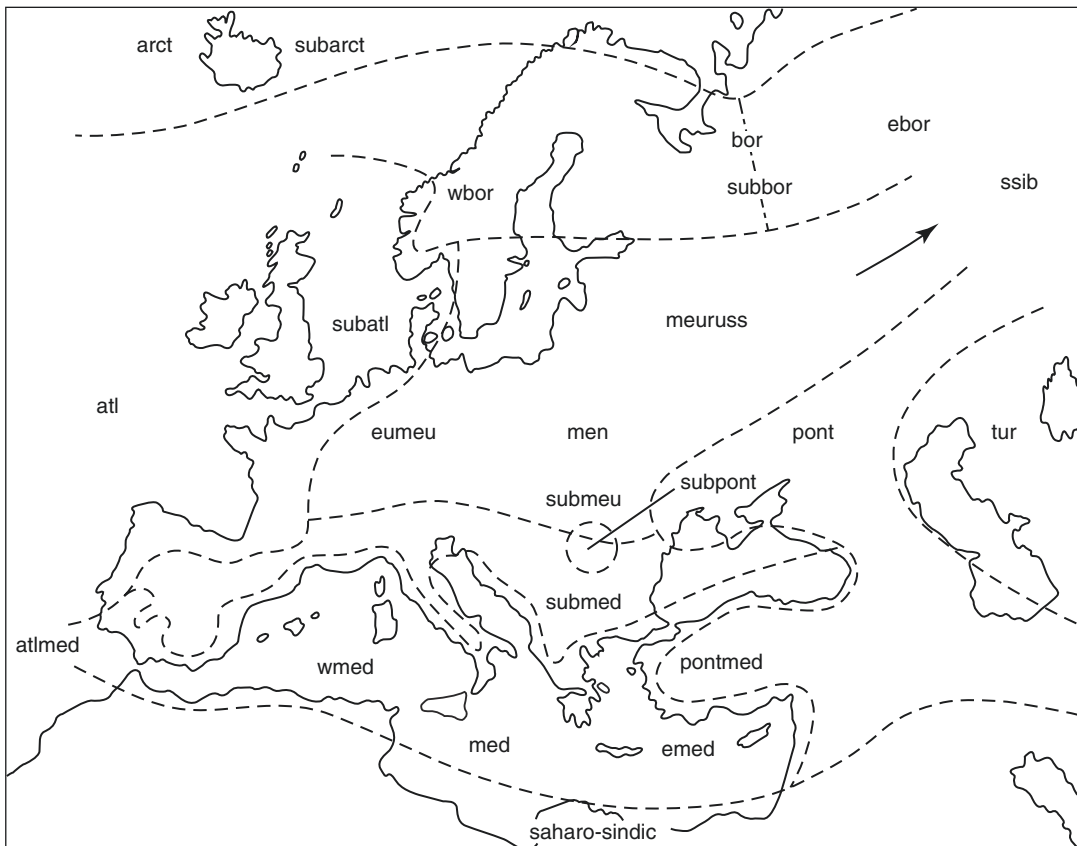 arct subarct
bor ebor
wbor subbor ssib
subatl meuruss
atl
eumeu men pont tur
submeu subpont
submed
atlmed wmed pontmed
med emed
saharo-sindic